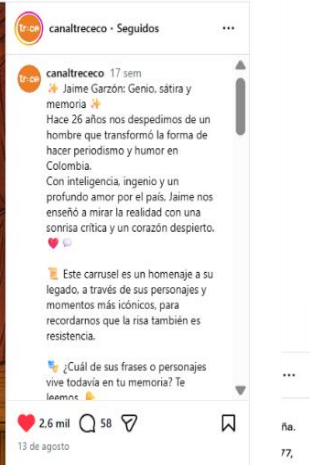 trece
canaltrececo · Seguidos
trece
canaltrececo 17 sem
✨ Jaime Garzón: Genio, sátira y
memoria ✨
Hace 26 años nos despedimos de un
hombre que transformó la forma de
hacer periodismo y humor en
Colombia.
Con inteligencia, ingenio y un
profundo amor por el país, Jaime nos
enseñó a mirar la realidad con una
sonrisa crítica y un corazón despierto.
❤️💬
📜 Este carrusel es un homenaje a su
legado, a través de sus personajes y
momentos más icónicos, para
recordarnos que la risa también es
resistencia.
🎭 ¿Cuál de sus frases o personajes
vive todavía en tu memoria? Te
leemos 👇
2,6 mil 58
13 de agosto
ña.
77,